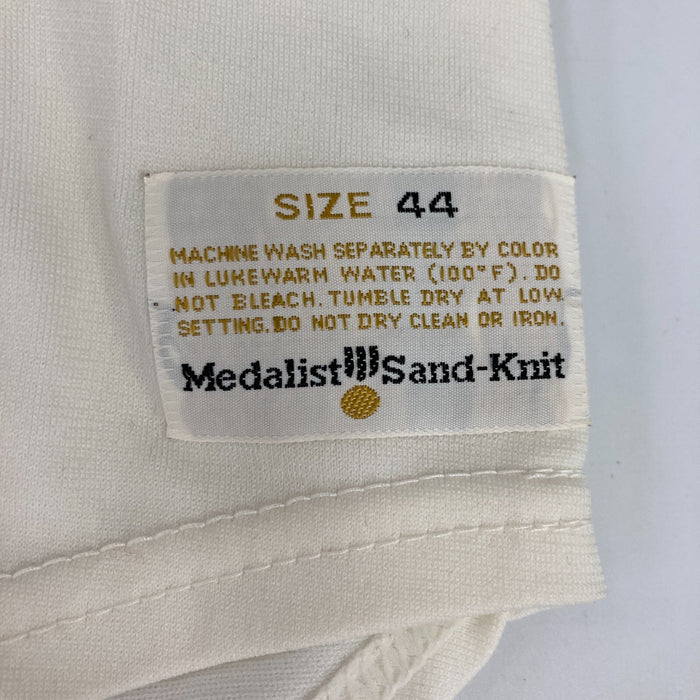 SIZE 44
MACHINE WASH SEPARATELY BY COLOR
IN LUKEWARM WATER (100°F). DO
NOT BLEACH. TUMBLE DRY AT LOW
SETTING. DO NOT DRY CLEAN OR IRON.
Medalist Sand-Knit